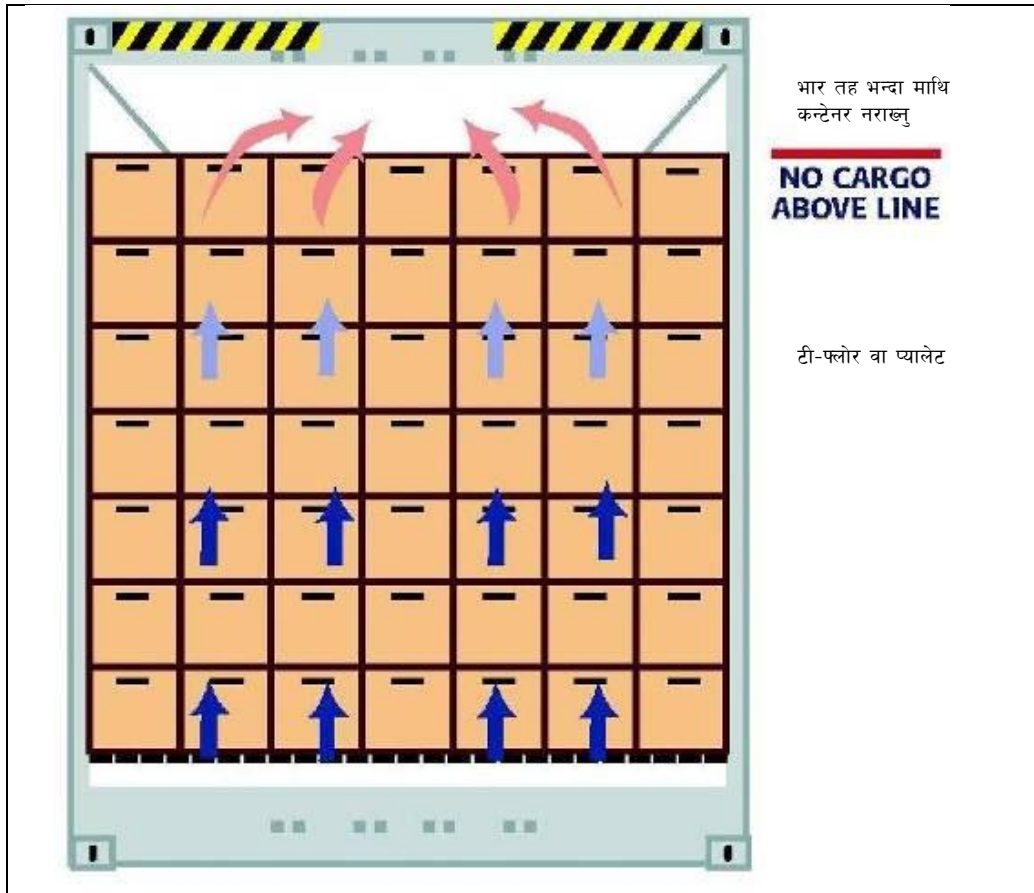 भार तह भन्दा माथि
कन्टेनर नराख्नु
NO CARGO
ABOVE LINE
टी-फ्लोर वा प्यालेट